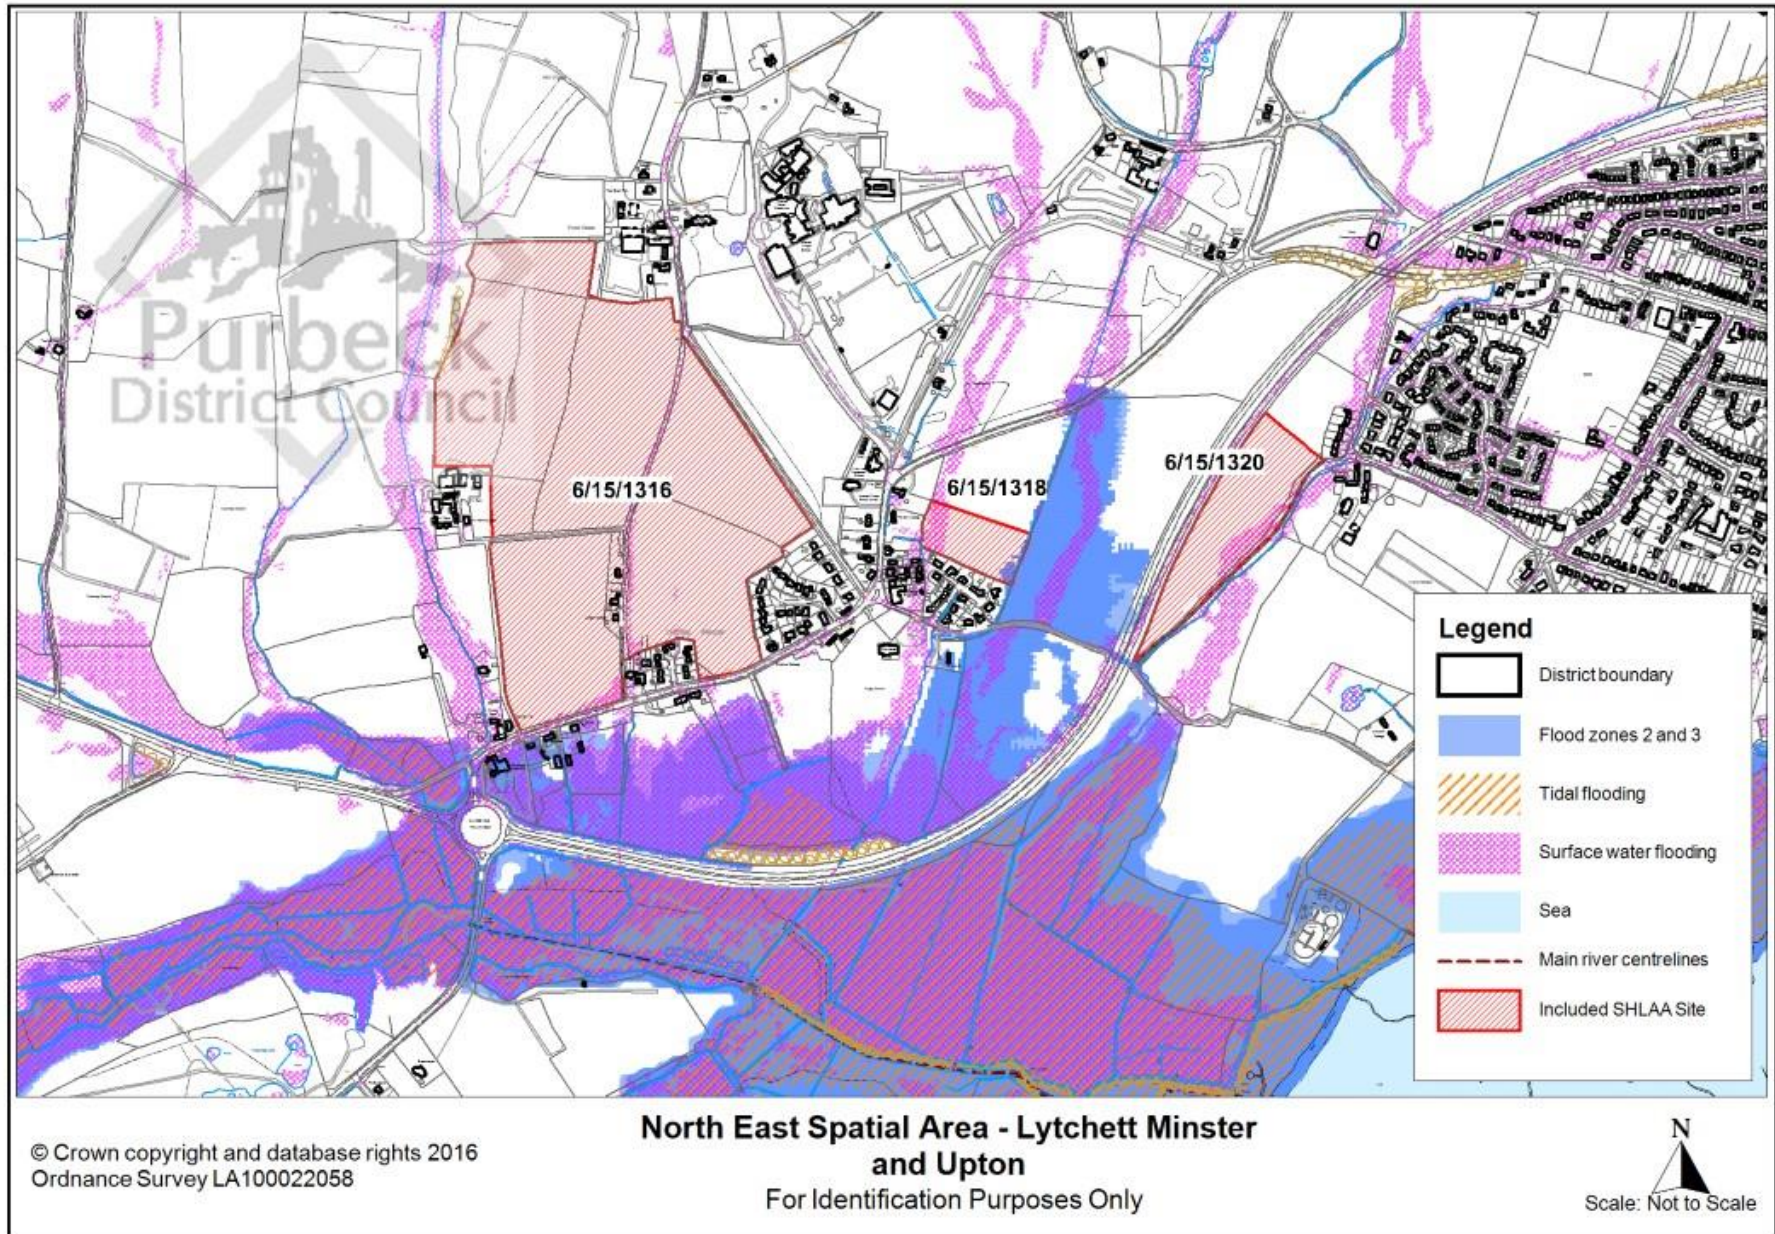 Purbeck
District Council
6/15/1316
6/15/1318
6/15/1320
Legend
District boundary
Flood zones 2 and 3
Tidal flooding
Surface water flooding
Sea
Main river centrelines
Included SHLAA Site
© Crown copyright and database rights 2016
Ordnance Survey LA100022058
North East Spatial Area - Lytchett Minster
and Upton
For Identification Purposes Only
N
Scale: Not to Scale